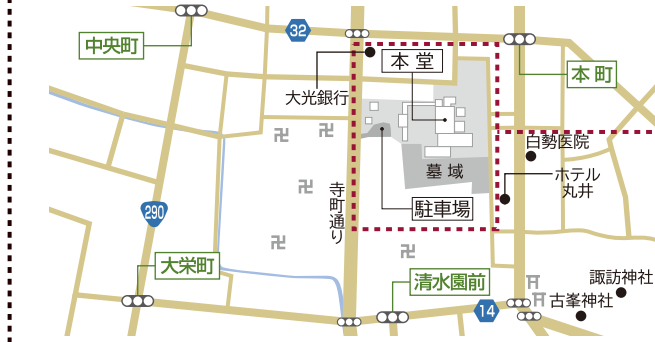 32
中央町
本堂
本町
大光銀行
白勢医院
墓域
ホテル
丸井
寺町通り
駐車場
290
大栄町
清水園前
諏訪神社
古峯神社
14